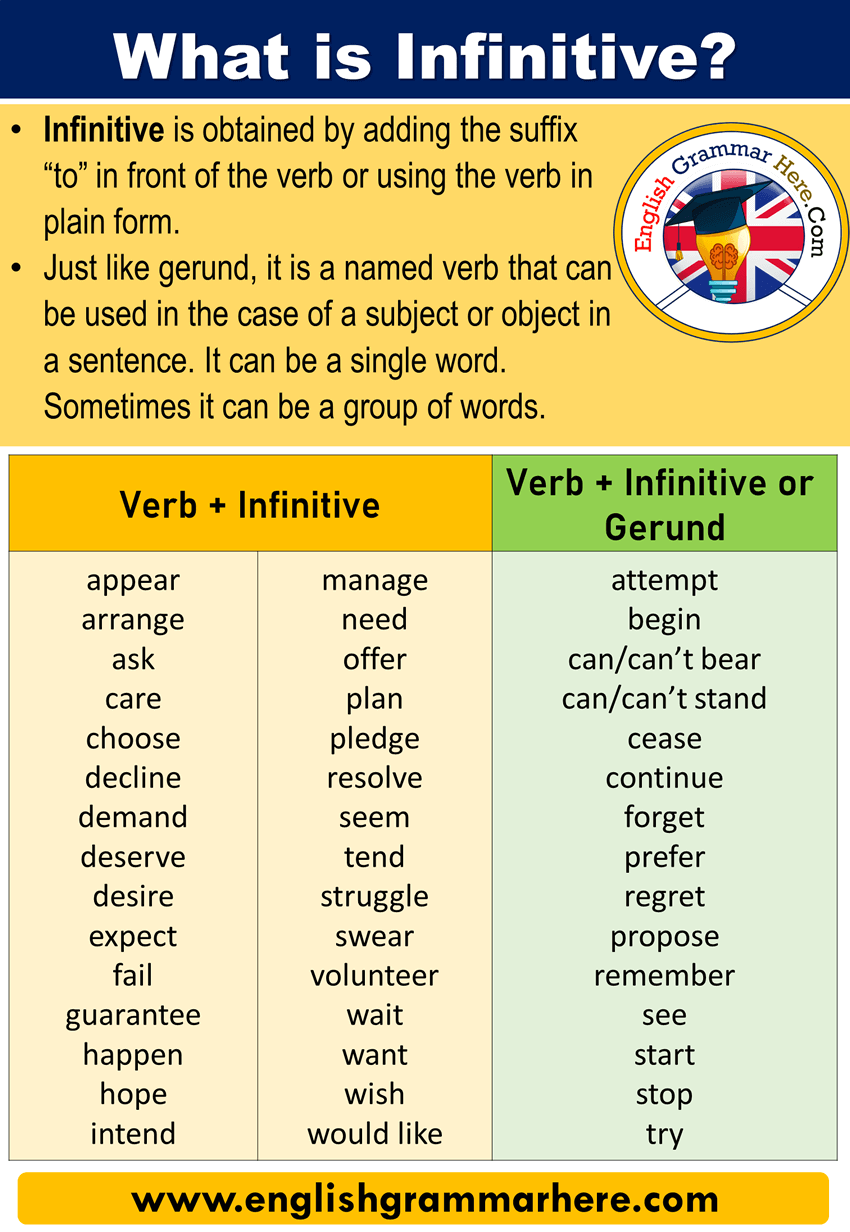 What is Infinitive?
• Infinitive is obtained by adding the suffix
“to” in front of the verb or using the verb in
plain form.
• Just like gerund, it is a named verb that can
be used in the case of a subject or object in
a sentence. It can be a single word.
Sometimes it can be a group of words.
English Grammar Here.Com
Verb + Infinitive
Verb + Infinitive or
Gerund
appear
arrange
ask
care
choose
decline
demand
deserve
desire
expect
fail
guarantee
happen
hope
intend
manage
need
offer
plan
pledge
resolve
seem
tend
struggle
swear
volunteer
wait
want
wish
would like
attempt
begin
can/can’t bear
can/can’t stand
cease
continue
forget
prefer
regret
propose
remember
see
start
stop
try
www.englishgrammarhere.com